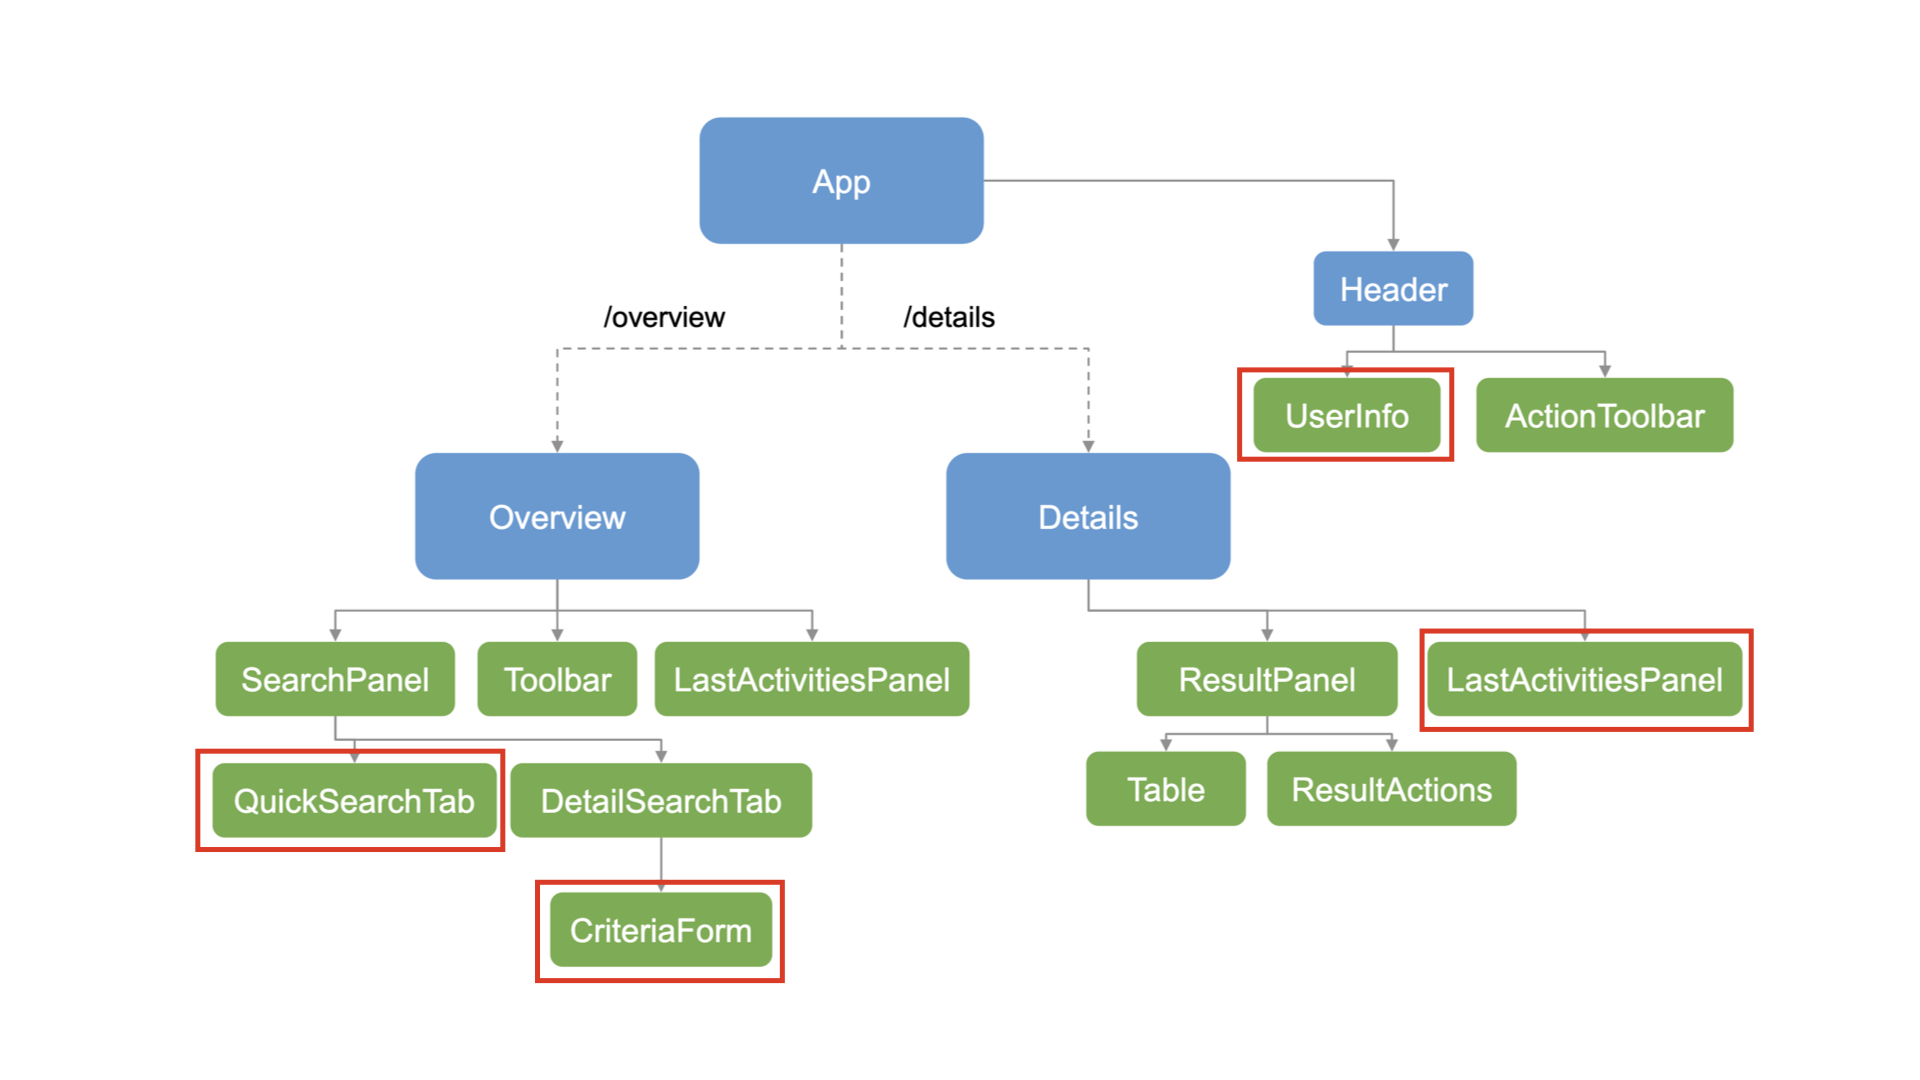 App
Header
/overview
/details
UserInfo
ActionToolbar
Overview
Details
SearchPanel
Toolbar
LastActivitiesPanel
ResultPanel
LastActivitiesPanel
QuickSearchTab
DetailSearchTab
Table
ResultActions
CriteriaForm